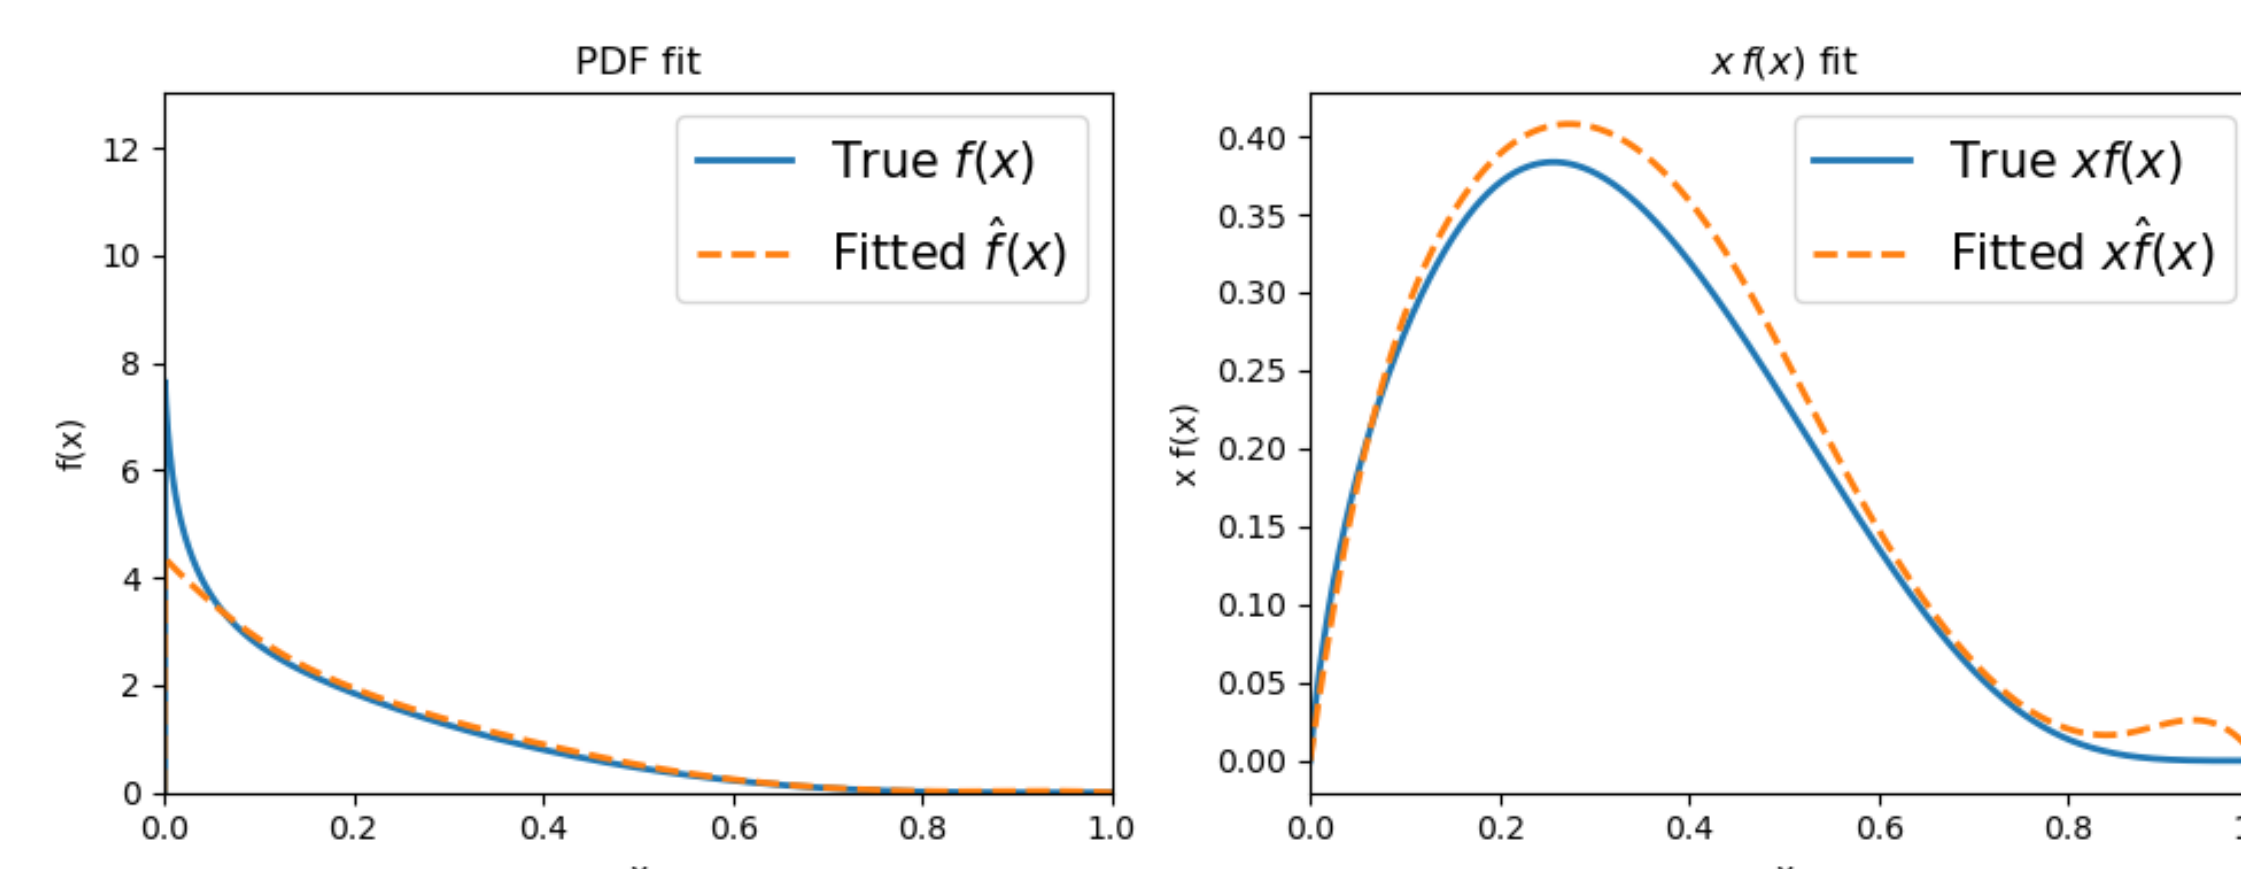 PDF fit
12
10
8
6
4
2
0
f(x)
True f(x)
Fitted f̂(x)
0.0 0.2 0.4 0.6 0.8 1.0
x f(x) fit
0.40
0.35
0.30
0.25
0.20
0.15
0.10
0.05
0.00
x f(x)
True xf(x)
Fitted xf̂(x)
0.0 0.2 0.4 0.6 0.8